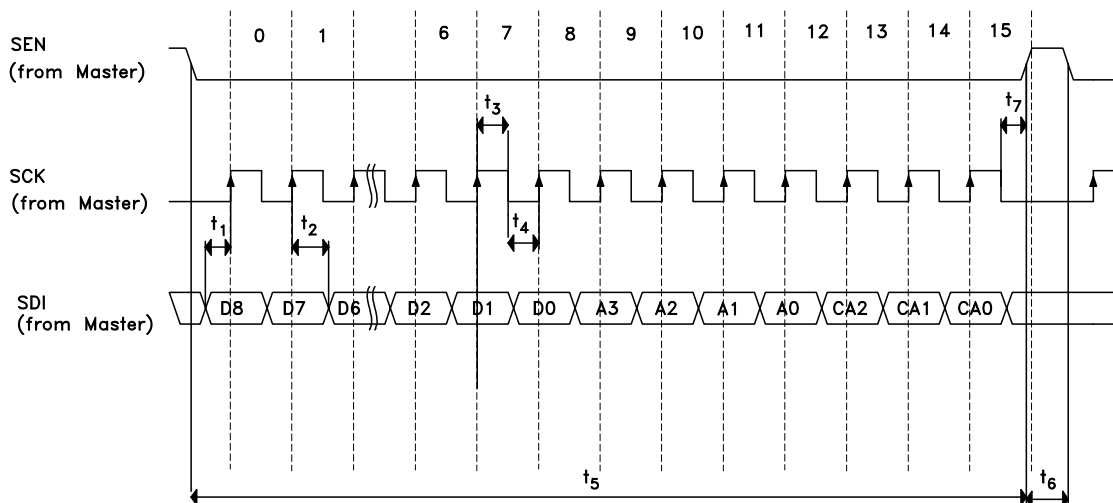 0 1 6 7 8 9 10 11 12 13 14 15
SEN
(from Master)
t3
t7
SCK
(from Master)
t1
t2
t4
SDI
(from Master)
D8 D7 D6 D2 D1 D0 A3 A2 A1 A0 CA2 CA1 CA0
t5
t6